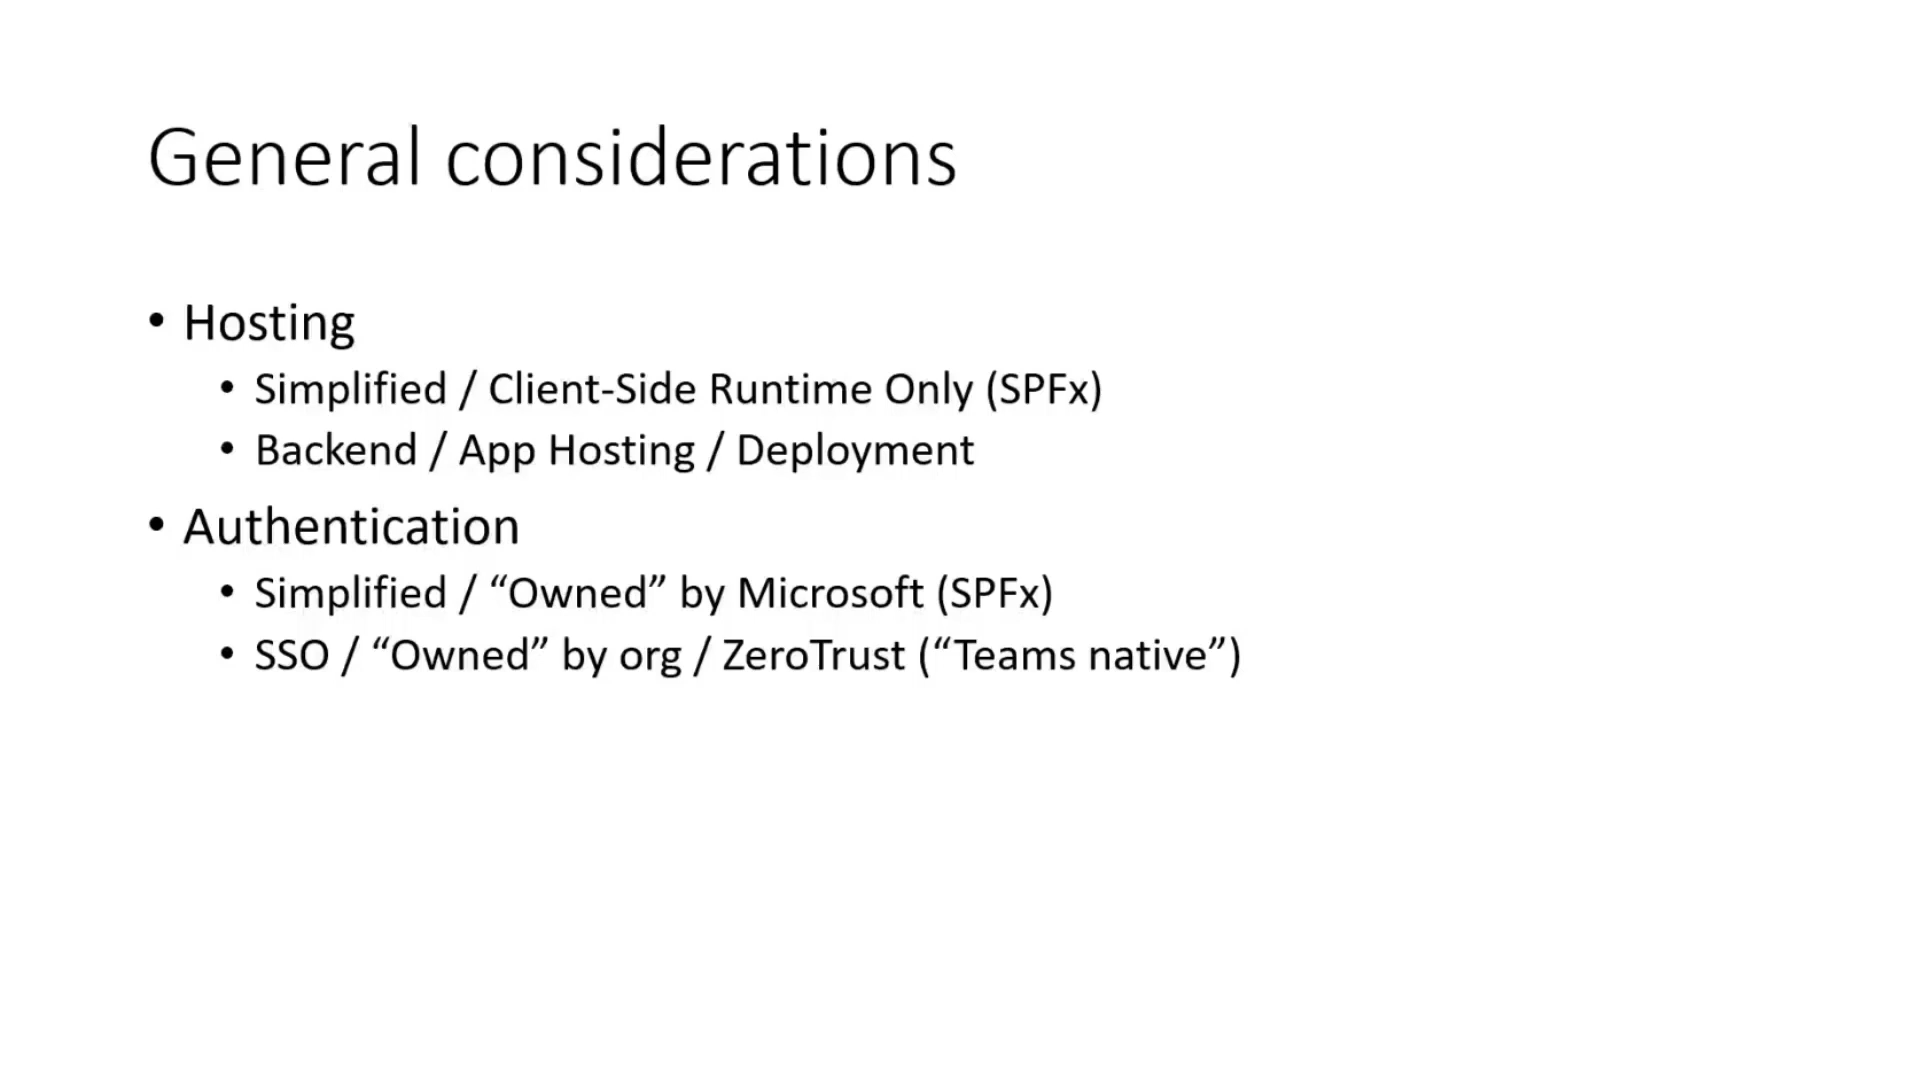 General considerations
• Hosting
• Simplified / Client-Side Runtime Only (SPFx)
• Backend / App Hosting / Deployment
• Authentication
• Simplified / “Owned” by Microsoft (SPFx)
• SSO / “Owned” by org / ZeroTrust (“Teams native”)